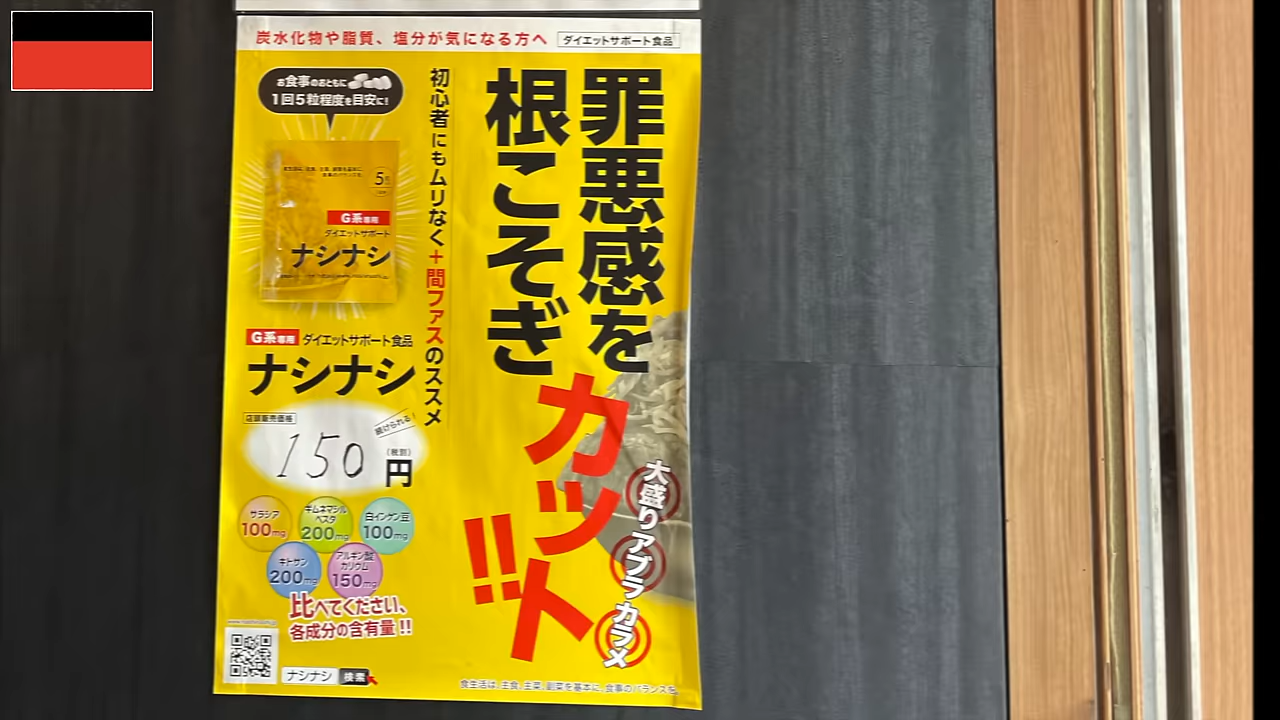 炭水化物や脂質、塩分が気になる方へ
ダイエットサポート食品
罪悪感を
根こそぎ
カット!!
大盛りアブラカラメ
初心者にもムリなく+間ファスのススメ
お食事のおともに
1回5粒程度を目安に!
5
G系専用
ダイエットサポート
ナシナシ
G系専用 ダイエットサポート食品
ナシナシ
店頭販売価格
続けられる!
150円
(税別)
サラシア
100mg
ギムネマシルベスタ
200mg
白インゲン豆
100mg
キトサン
200mg
アルギン酸カリウム
150mg
比べてください、
各成分の含有量!!
ナシナシ 検索
食生活は、主食、主菜、副菜を基本に、食事のバランスを。